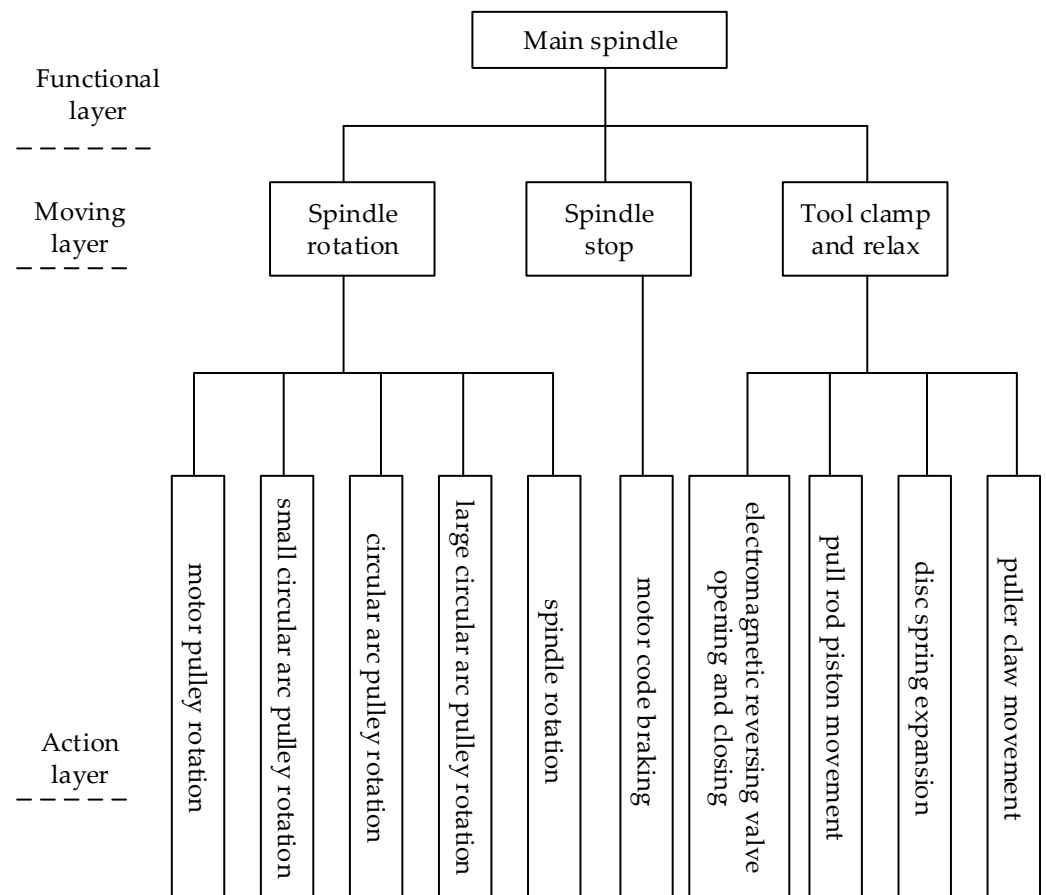 Main spindle
Functional
layer
Moving
layer
Spindle
rotation
Spindle
stop
Tool clamp
and relax
Action
layer
motor pulley rotation
small circular arc pulley rotation
circular arc pulley rotation
large circular arc pulley rotation
spindle rotation
motor code braking
electromagnetic reversing valve
opening and closing
pull rod piston movement
disc spring expansion
puller claw movement